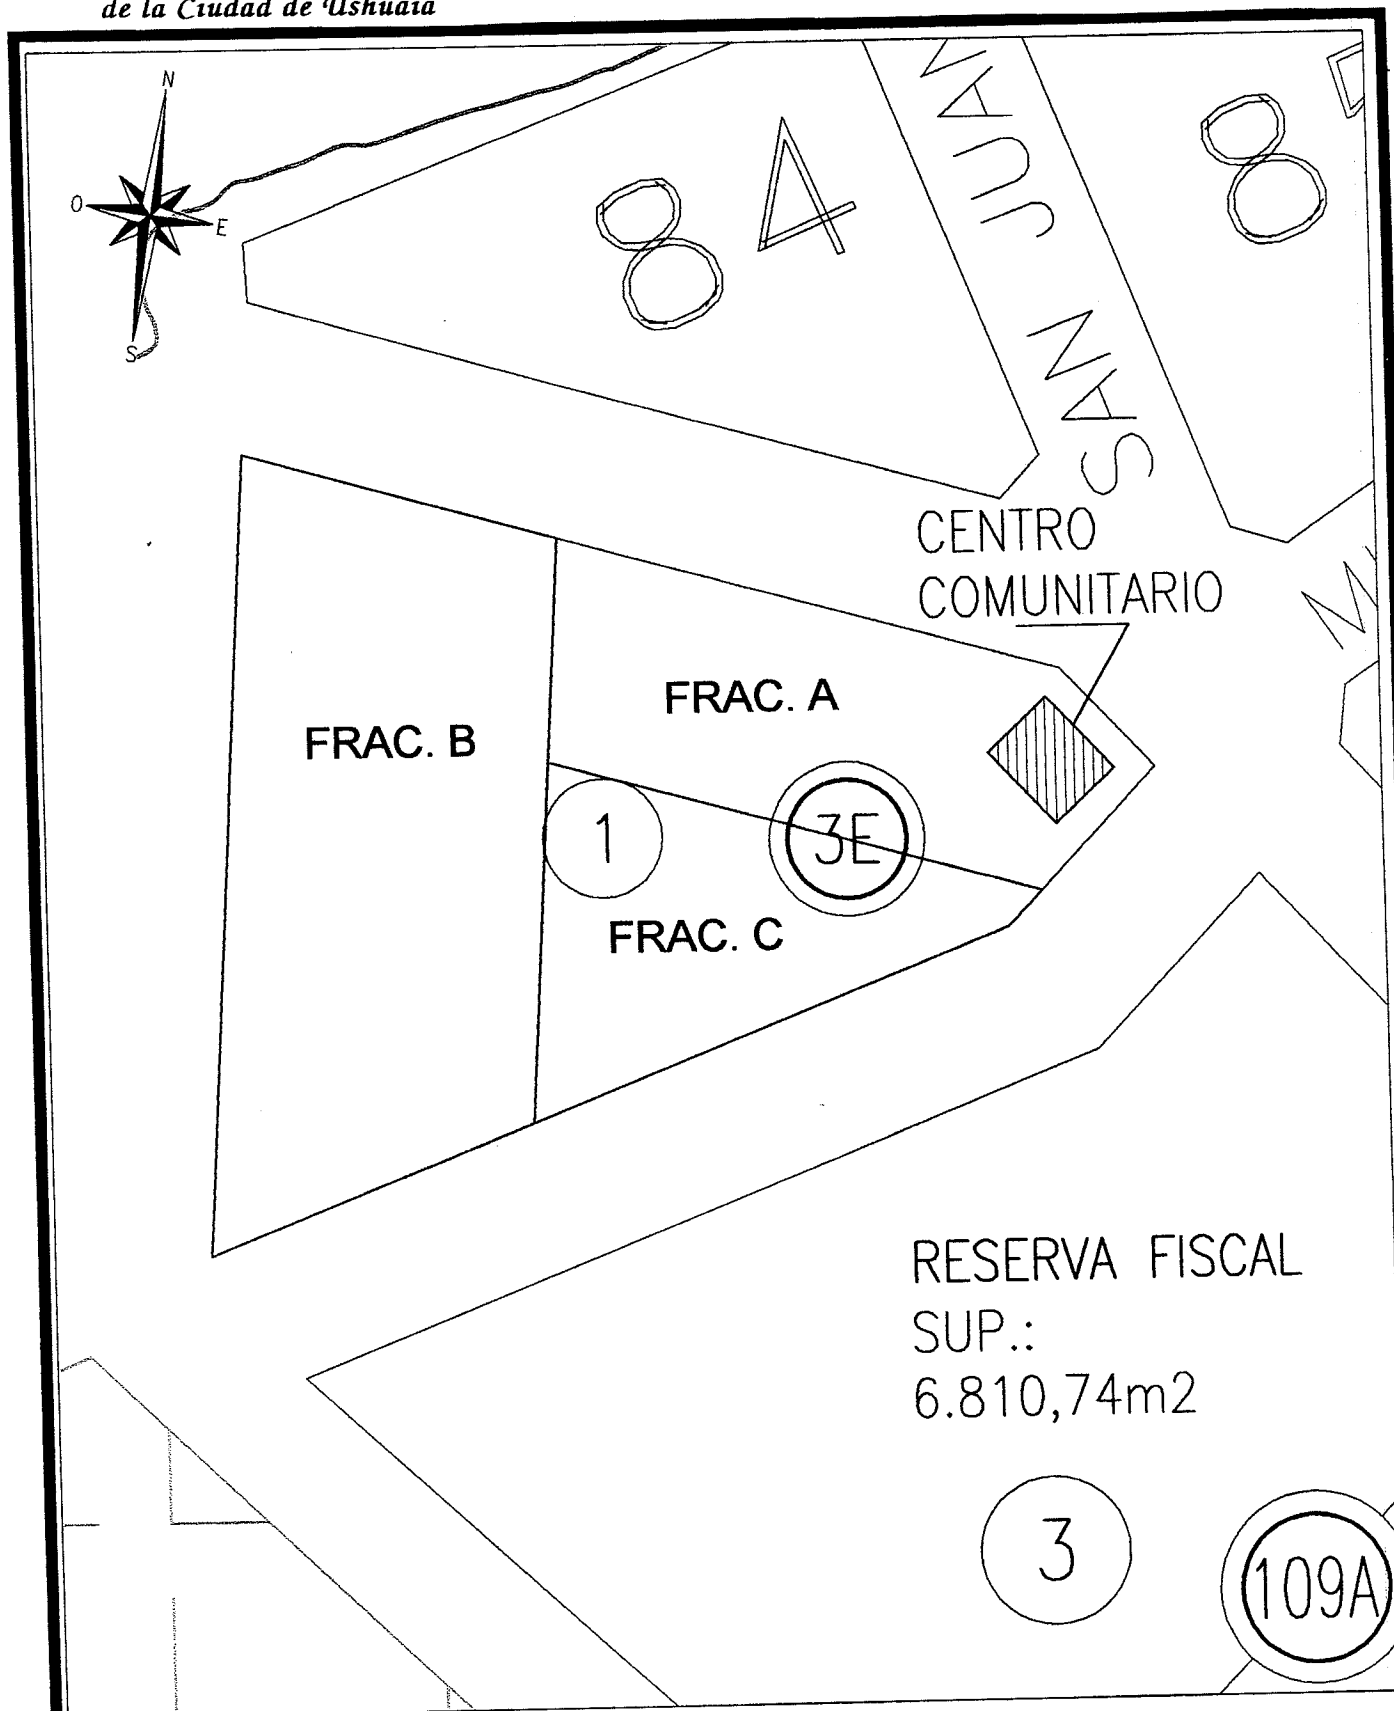 de la Ciudad de Ushuaia
N
O
E
S
84
8
SAN JUAN
CENTRO
COMUNITARIO
M
FRAC. A
FRAC. B
1
3E
FRAC. C
RESERVA FISCAL
SUP.:
6.810,74m2
3
109A